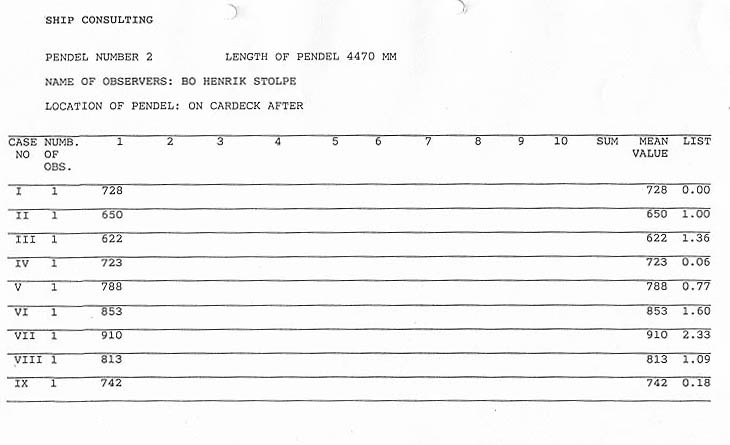 SHIP CONSULTING
PENDEL NUMBER 2 LENGTH OF PENDEL 4470 MM
NAME OF OBSERVERS: BO HENRIK STOLPE
LOCATION OF PENDEL: ON CARDECK AFTER
CASE NUMB. 1 2 3 4 5 6 7 8 9 10 SUM MEAN LIST
NO OF VALUE
OBS.
I 1 728 728 0.00
II 1 650 650 1.00
III 1 622 622 1.36
IV 1 723 723 0.06
V 1 788 788 0.77
VI 1 853 853 1.60
VII 1 910 910 2.33
VIII 1 813 813 1.09
IX 1 742 742 0.18